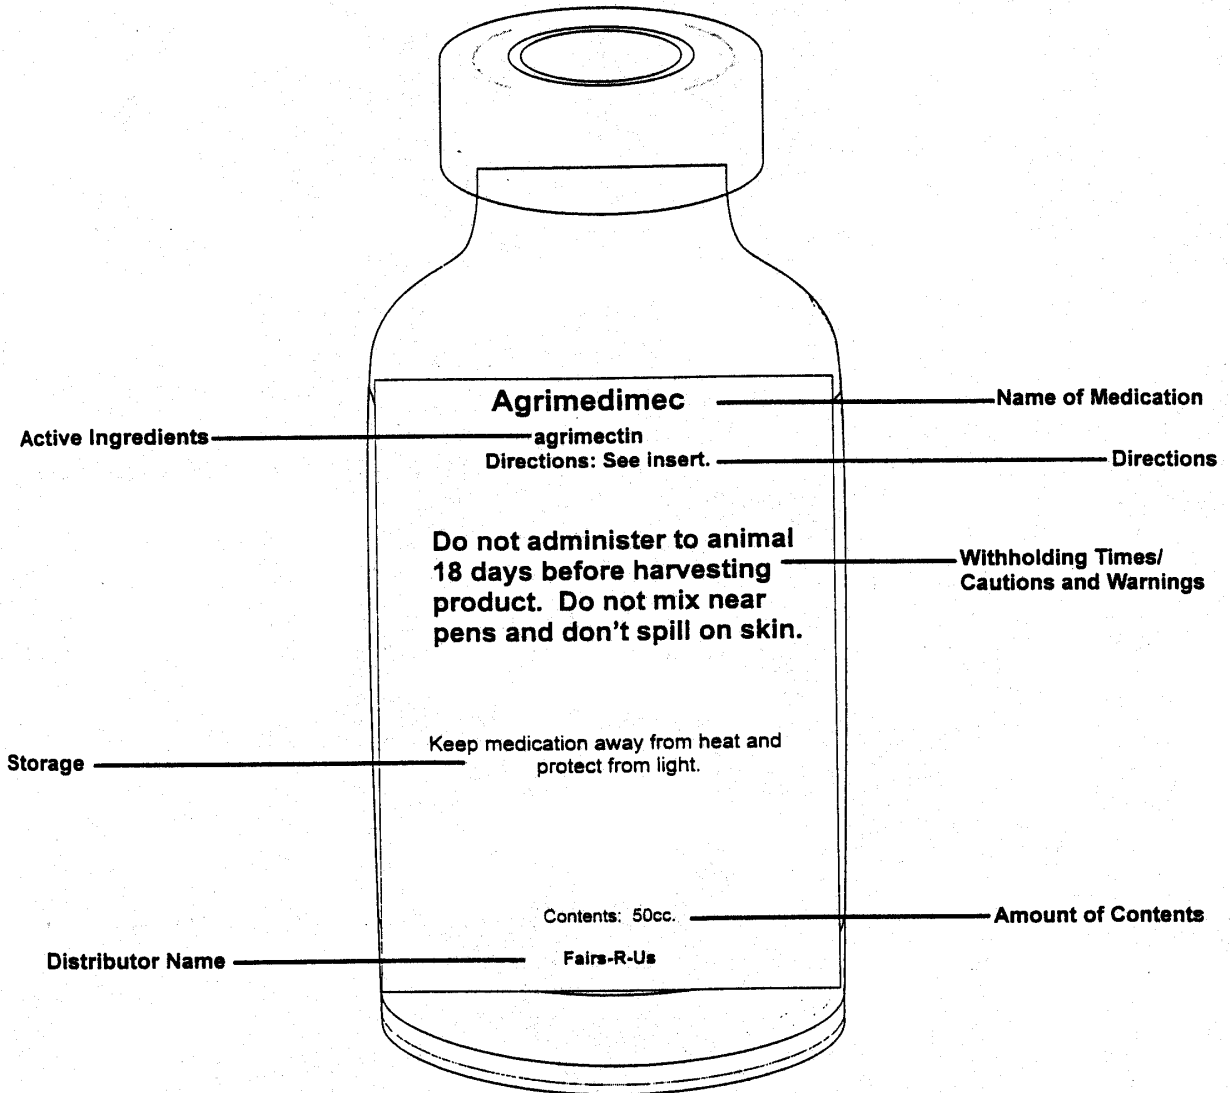 Agrimedimec
Name of Medication
Active Ingredients
agrimectin
Directions: See insert.
Directions
Do not administer to animal
18 days before harvesting
product. Do not mix near
pens and don't spill on skin.
Withholding Times/
Cautions and Warnings
Keep medication away from heat and
protect from light.
Storage
Contents: 50cc.
Amount of Contents
Distributor Name
Fairs-R-Us